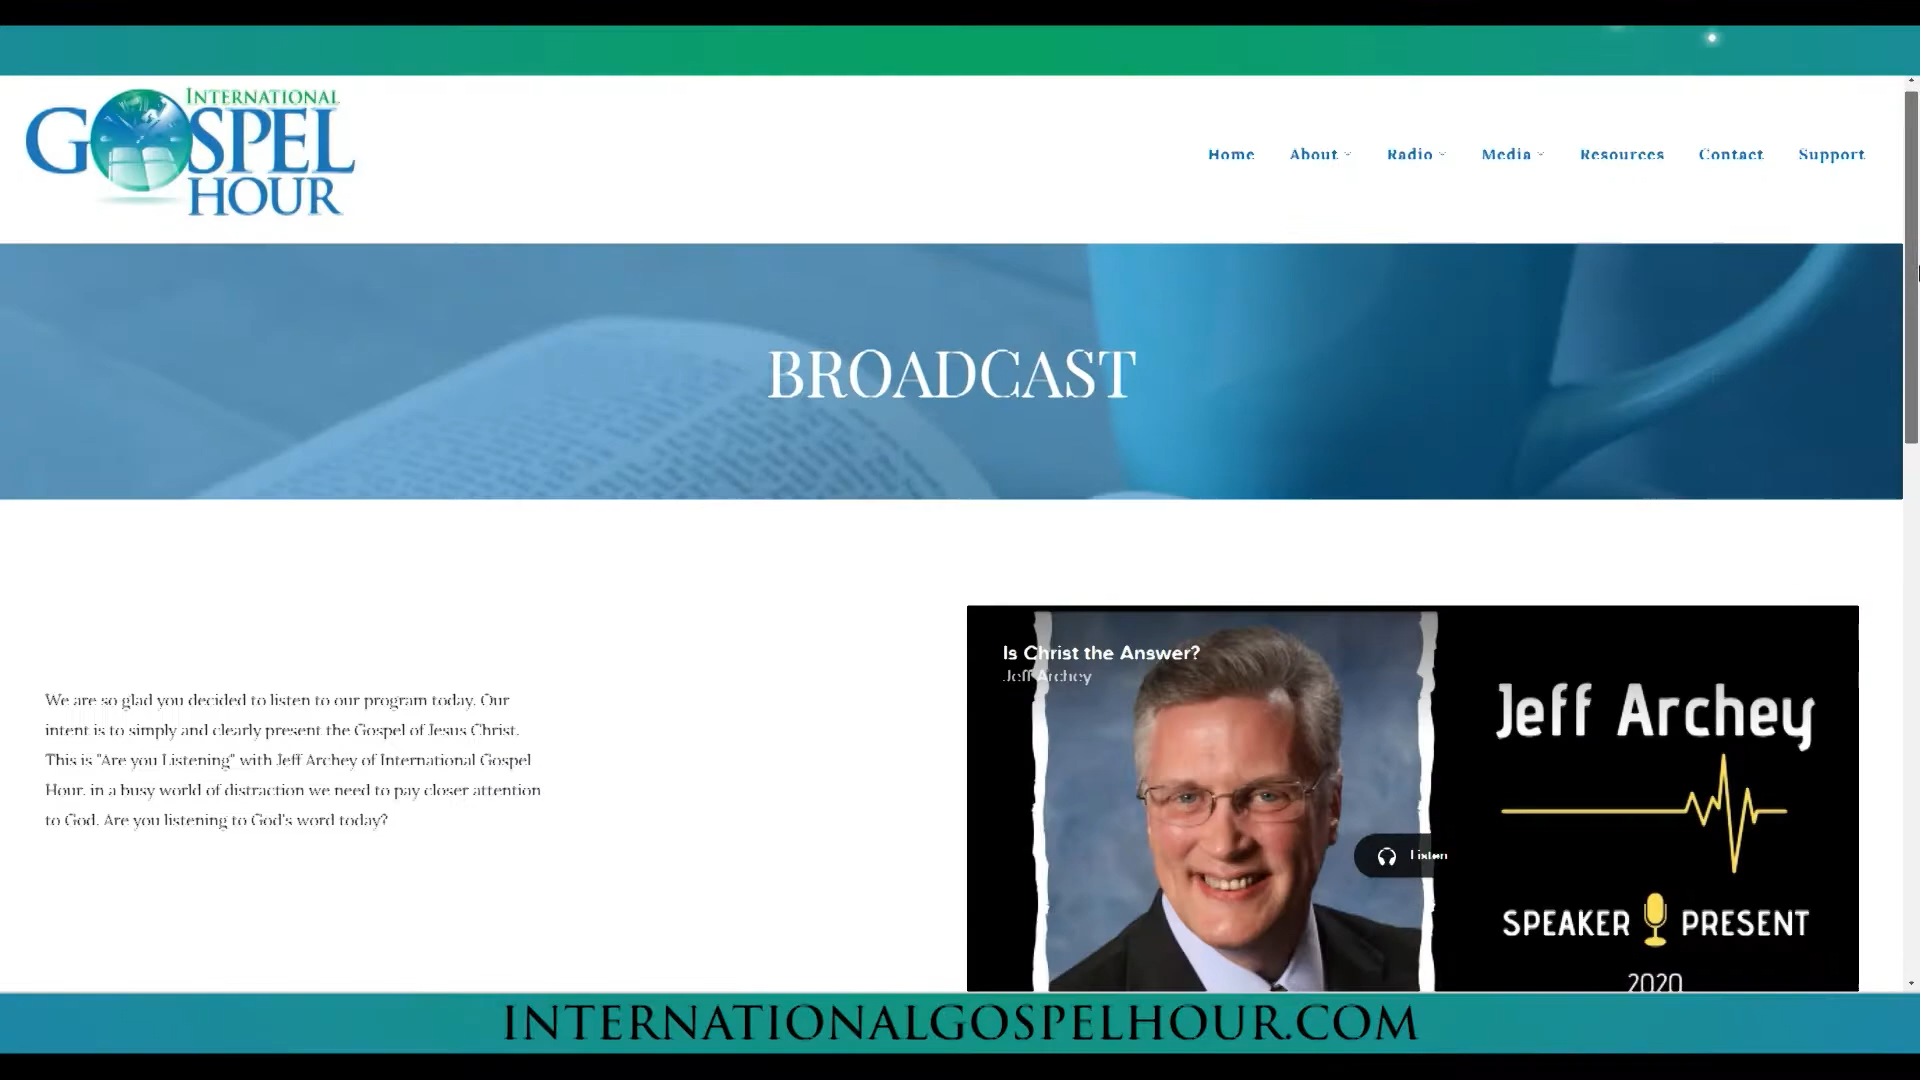 INTERNATIONAL
GOSPEL
HOUR
Home About Radio Media Resources Contact Support
BROADCAST
We are so glad you decided to listen to our program today. Our
intent is to simply and clearly present the Gospel of Jesus Christ.
This is "Are you Listening" with Jeff Archey of International Gospel
Hour. in a busy world of distraction we need to pay closer attention
to God. Are you listening to God's word today?
Is Christ the Answer?
Jeff Archey
Listen
Jeff Archey
SPEAKER PRESENT
2020
INTERNATIONALGOSPELHOUR.COM